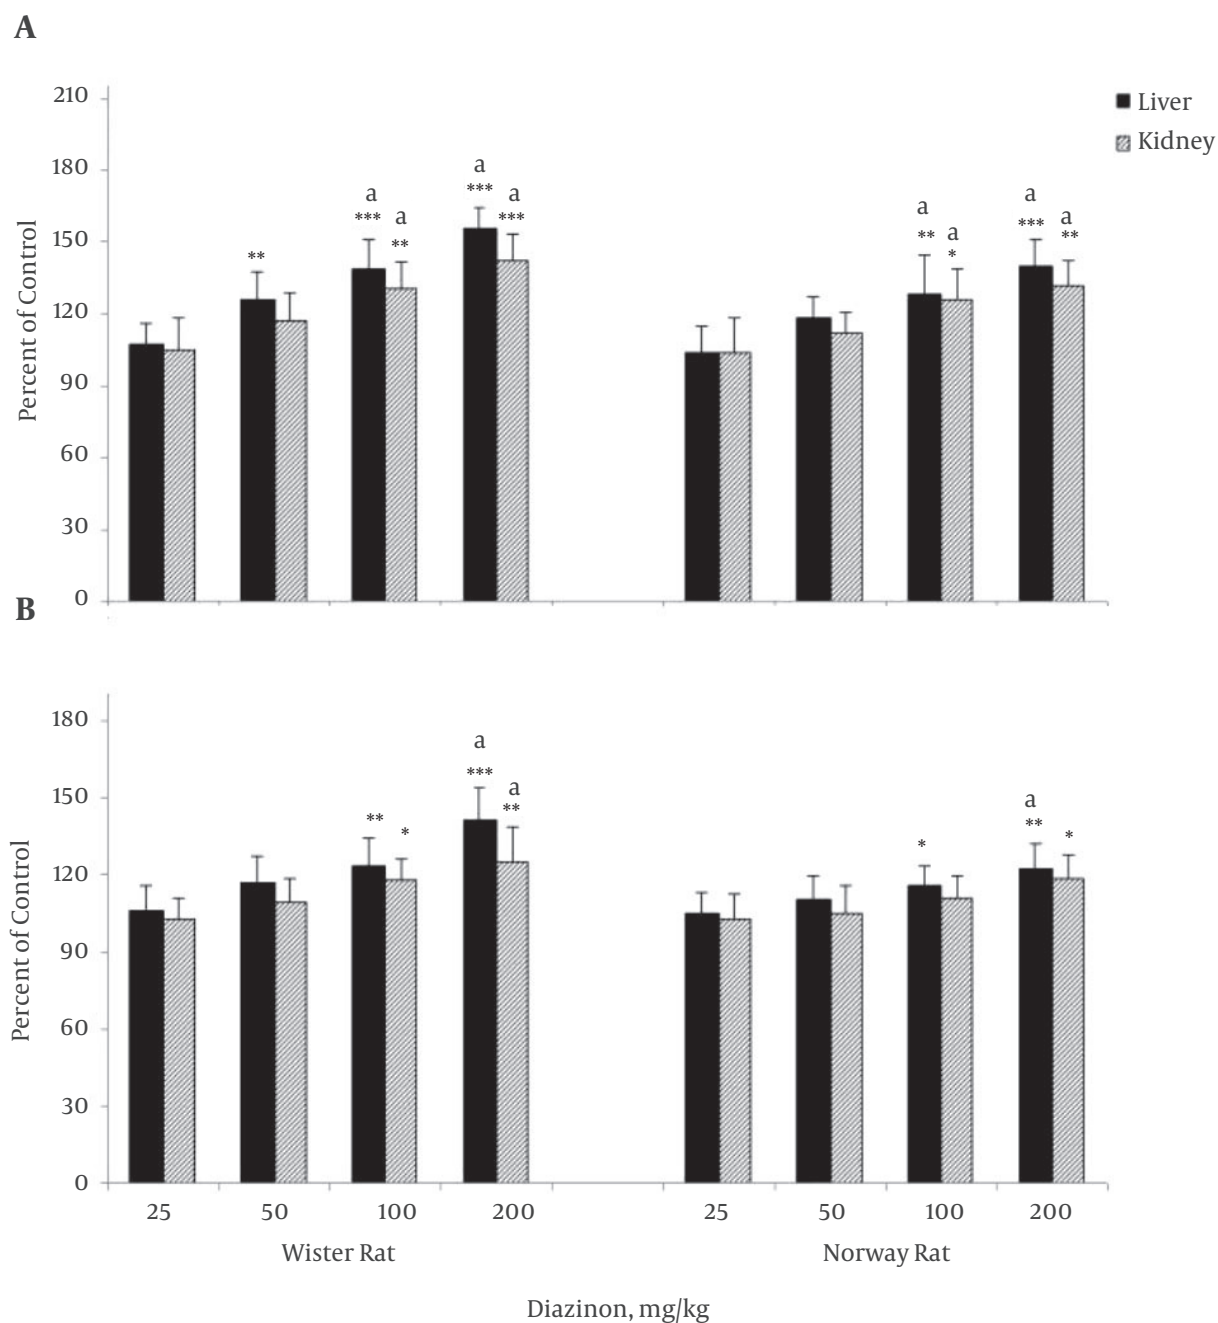 A
210
180
150
120
90
60
30
0
Percent of Control
Liver
Kidney
**
a
***
a
**
a
***
a
***
a
**
a
*
a
***
a
**
B
180
150
120
90
60
30
0
Percent of Control
**
*
a
***
a
**
*
a
**
*
25 50 100 200 25 50 100 200
Wister Rat Norway Rat
Diazinon, mg/kg